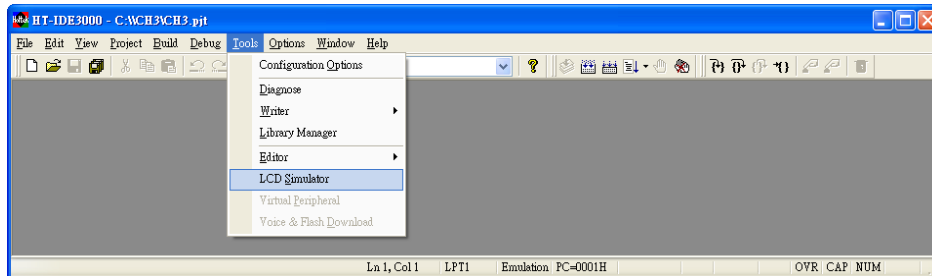 HT-IDE3000 - C:\CH3\CH3.pjt
File Edit View Project Build Debug Tools Options Window Help
Configuration Options
Diagnose
Writer
Library Manager
Editor
LCD Simulator
Virtual Peripheral
Voice & Flash Download
Ln 1, Col 1 LPT1 Emulation PC=0001H OVR CAP NUM